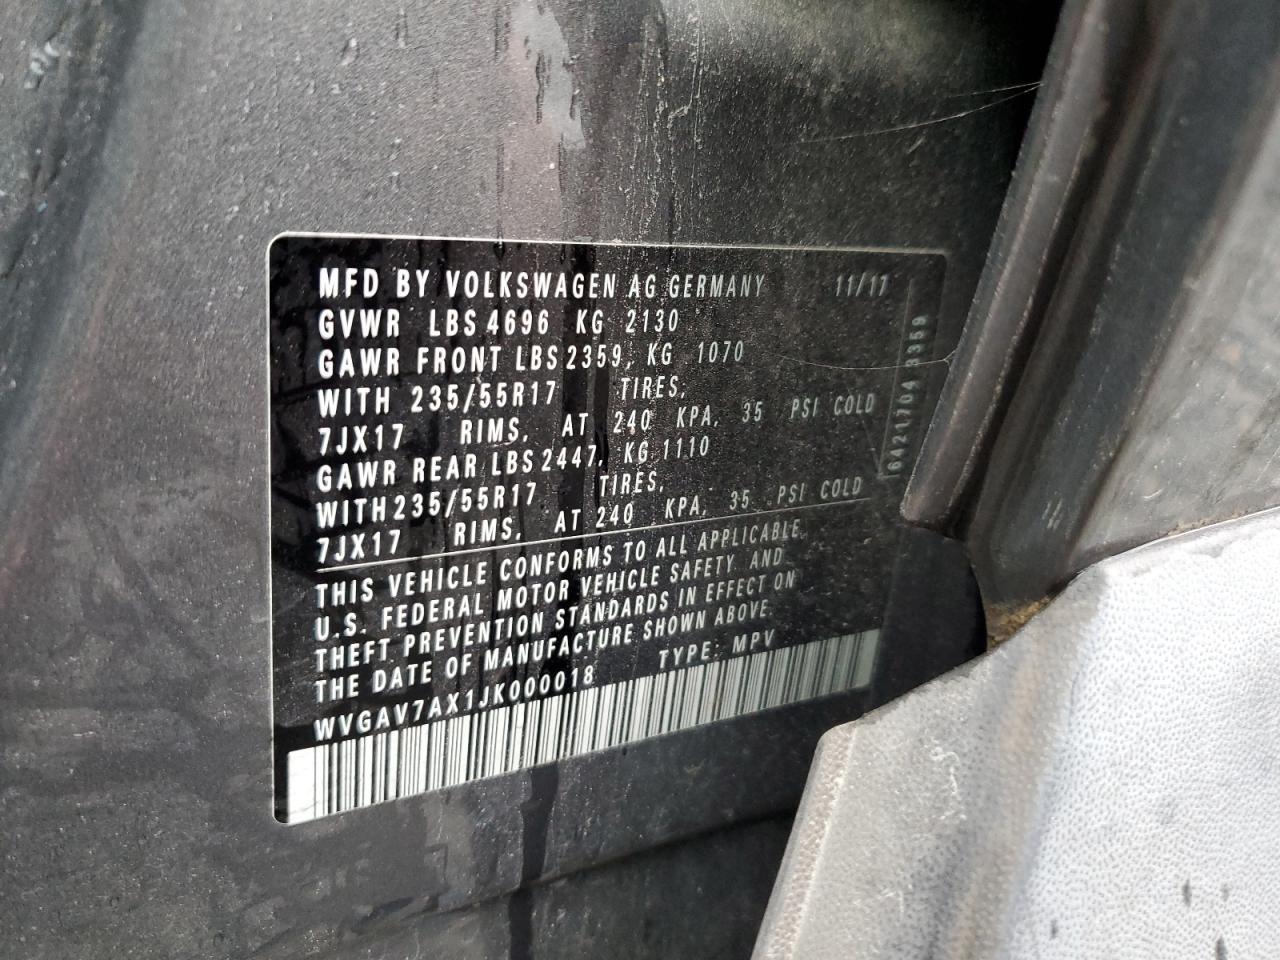 MFD BY VOLKSWAGEN AG GERMANY 11/17
GVWR LBS 4696 KG 2130
GAWR FRONT LBS 2359, KG 1070
WITH 235/55R17 TIRES,
7JX17 RIMS, AT 240 KPA, 35 PSI COLD
GAWR REAR LBS 2447, KG 1110
WITH 235/55R17 TIRES,
7JX17 RIMS, AT 240 KPA, 35 PSI COLD
THIS VEHICLE CONFORMS TO ALL APPLICABLE
U.S. FEDERAL MOTOR VEHICLE SAFETY AND
THEFT PREVENTION STANDARDS IN EFFECT ON
THE DATE OF MANUFACTURE SHOWN ABOVE.
WVGAV7AX1JK000018 TYPE: MPV
6421704